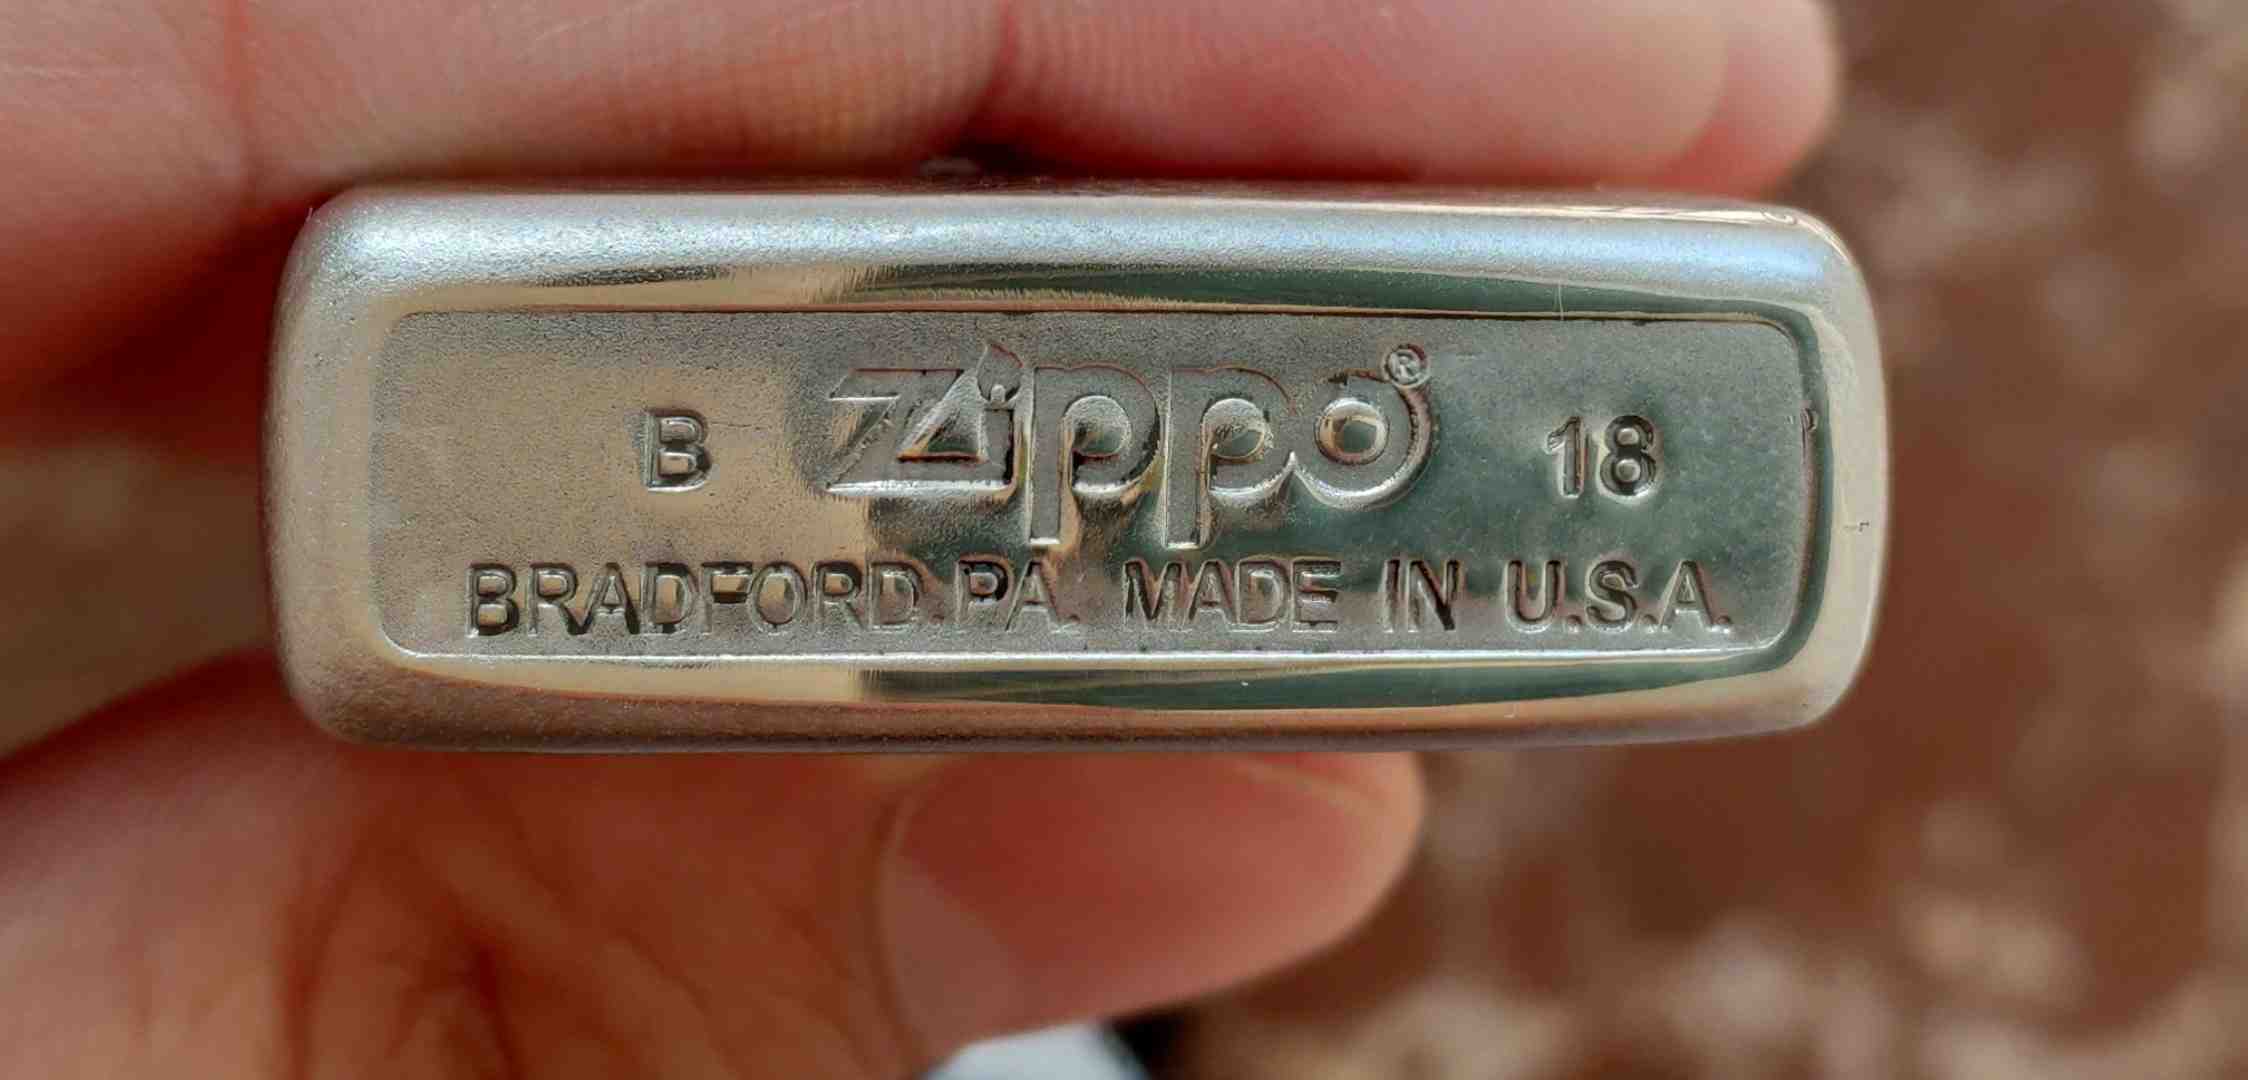 B Zippo® 18
BRADFORD.PA. MADE IN U.S.A.